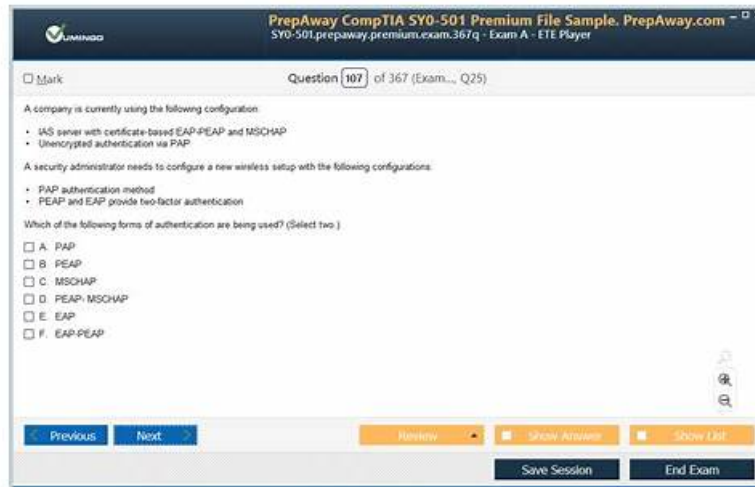 VUMINGO
PrepAway CompTIA SY0-501 Premium File Sample. PrepAway.com
SY0-501.prepaway.premium.exam.367q - Exam A - ETE Player
Mark
Question 107 of 367 (Exam..., Q25)
A company is currently using the following configuration:
• IAS server with certificate-based EAP-PEAP and MSCHAP
• Unencrypted authentication via PAP
A security administrator needs to configure a new wireless setup with the following configurations:
• PAP authentication method
• PEAP and EAP provide two-factor authentication
Which of the following forms of authentication are being used? (Select two.)
A. PAP
B. PEAP
C. MSCHAP
D. PEAP- MSCHAP
E. EAP
F. EAP-PEAP
Previous Next Review Show Answer Show List
Save Session End Exam